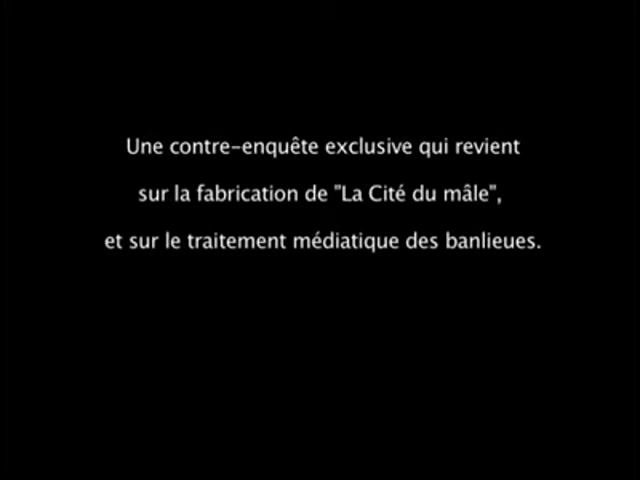 Une contre-enquête exclusive qui revient
sur la fabrication de "La Cité du mâle",
et sur le traitement médiatique des banlieues.